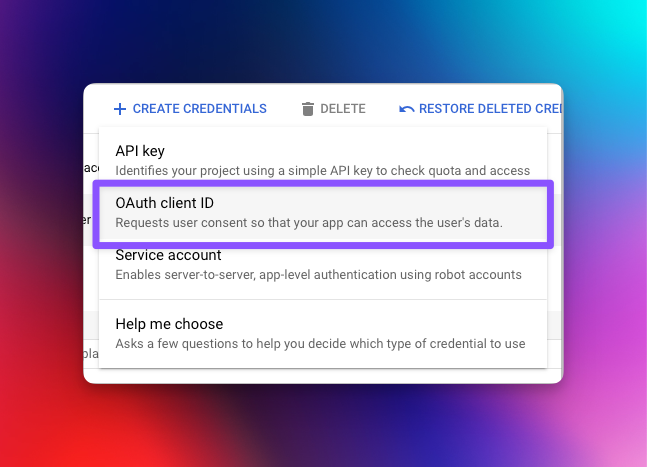 CREATE CREDENTIALS DELETE RESTORE DELETED
API key
Identifies your project using a simple API key to check quota and access
OAuth client ID
Requests user consent so that your app can access the user's data.
Service account
Enables server-to-server, app-level authentication using robot accounts
Help me choose
Asks a few questions to help you decide which type of credential to use